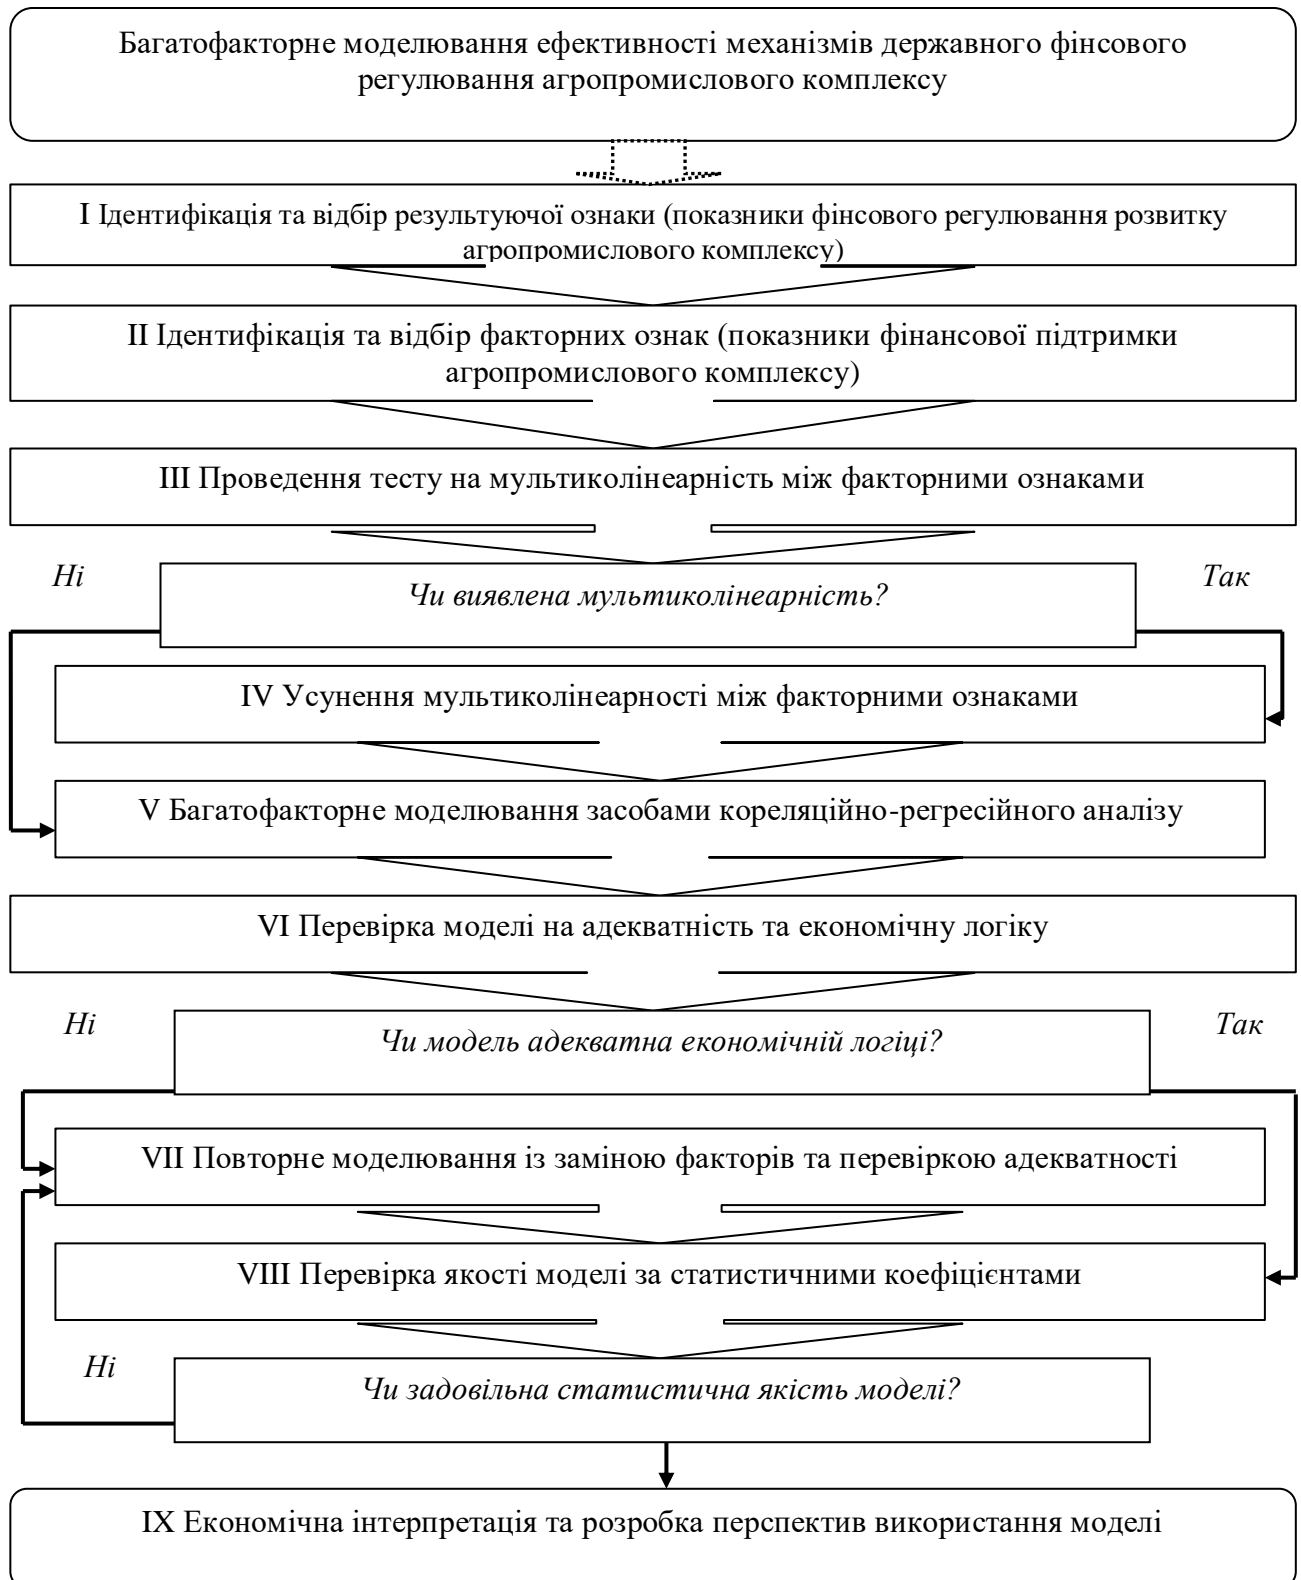 Багатофакторне моделювання ефективності механізмів державного фінсового
регулювання агропромислового комплексу
I Ідентифікація та відбір результуючої ознаки (показники фінсового регулювання розвитку
агропромислового комплексу)
II Ідентифікація та відбір факторних ознак (показники фінансової підтримки
агропромислового комплексу)
III Проведення тесту на мультиколінеарність між факторними ознаками
Ні
Так
Чи виявлена мультиколінеарність?
IV Усунення мультиколінеарності між факторними ознаками
V Багатофакторне моделювання засобами кореляційно-регресійного аналізу
VI Перевірка моделі на адекватність та економічну логіку
Ні
Так
Чи модель адекватна економічній логіці?
VII Повторне моделювання із заміною факторів та перевіркою адекватності
VIII Перевірка якості моделі за статистичними коефіцієнтами
Ні
Чи задовільна статистична якість моделі?
IX Економічна інтерпретація та розробка перспектив використання моделі